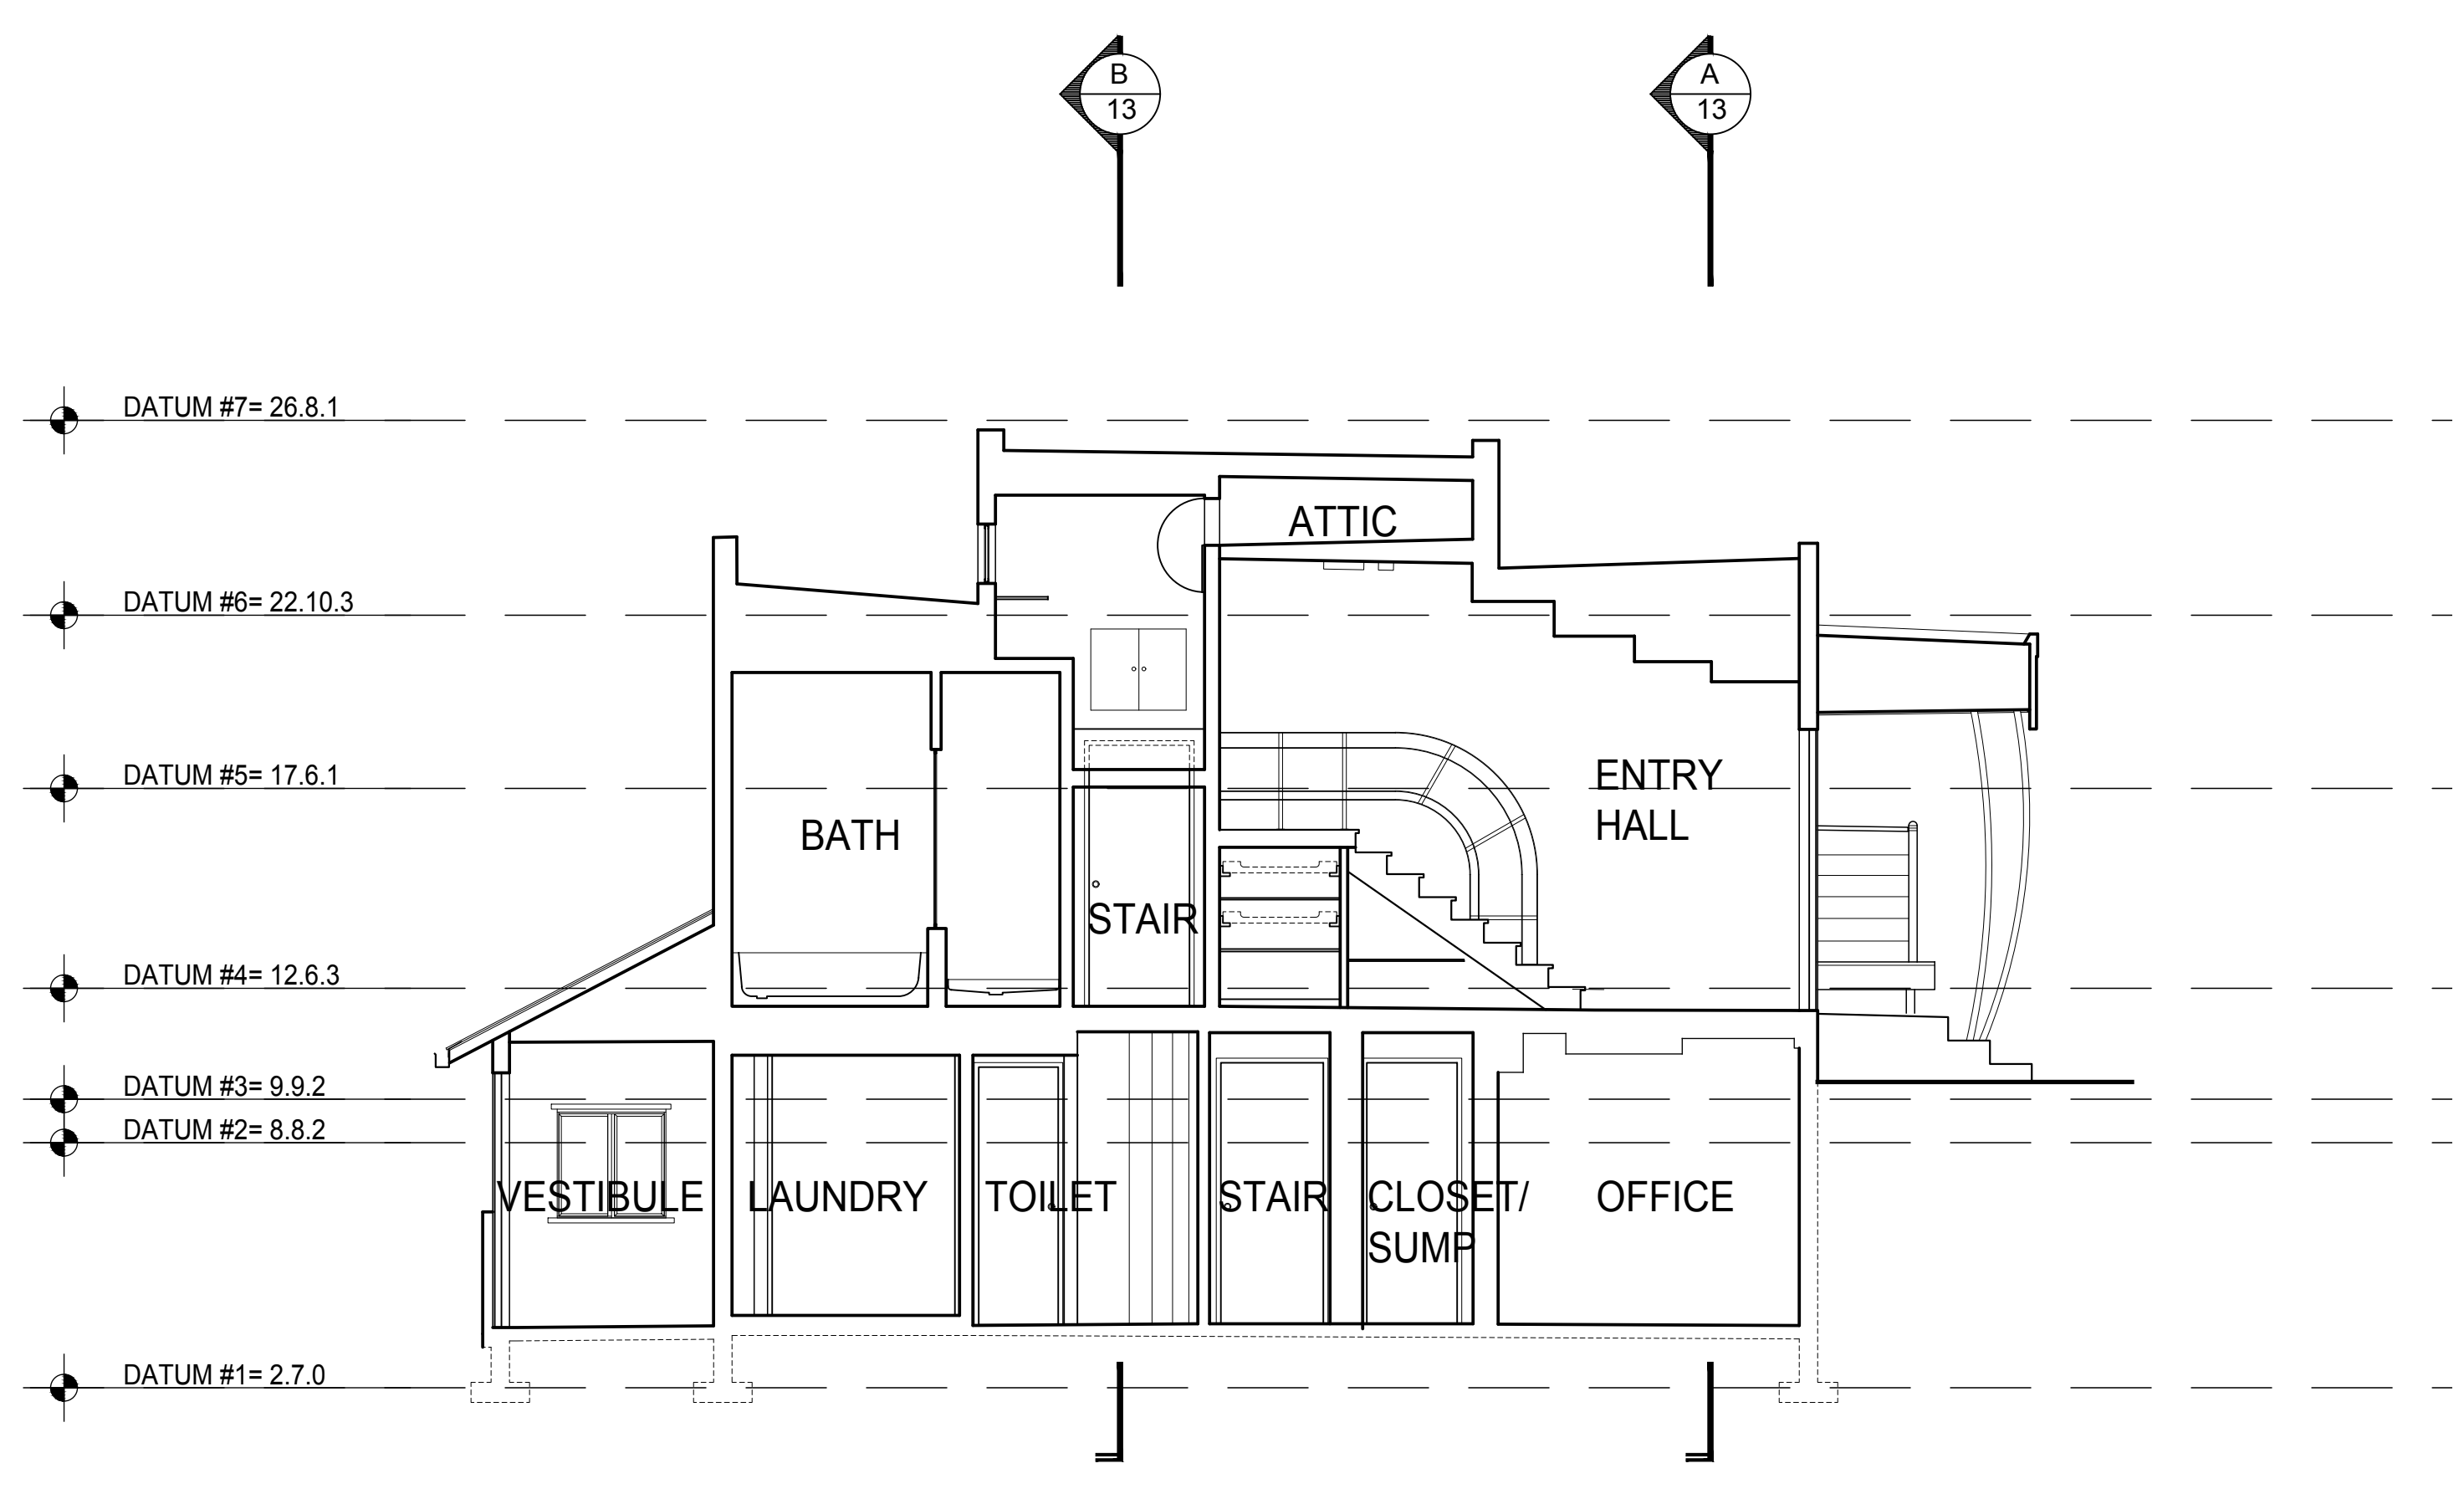 B
13
A
13
DATUM #7= 26.8.1
ATTIC
DATUM #6= 22.10.3
DATUM #5= 17.6.1
ENTRY
HALL
BATH
STAIR
DATUM #4= 12.6.3
DATUM #3= 9.9.2
DATUM #2= 8.8.2
VESTIBULE
LAUNDRY
TOILET
STAIR
CLOSET/
SUMP
OFFICE
DATUM #1= 2.7.0